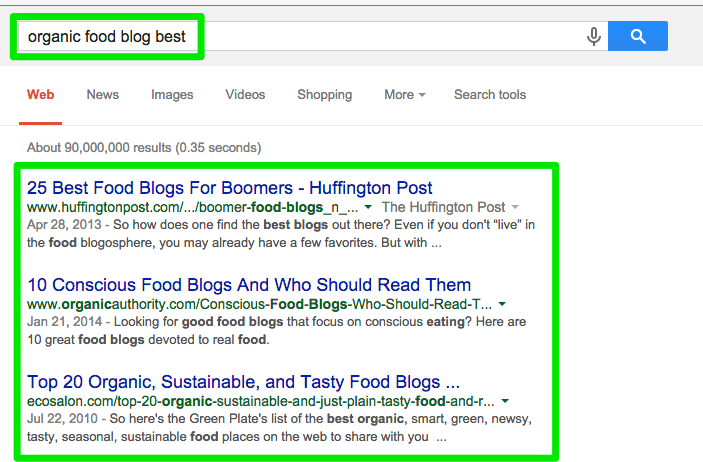 organic food blog best
Web News Images Videos Shopping More Search tools
About 90,000,000 results (0.35 seconds)
25 Best Food Blogs For Boomers - Huffington Post
www.huffingtonpost.com/.../boomer-food-blogs_n_... The Huffington Post
Apr 28, 2013 - So how does one find the best blogs out there? Even if you don't “live” in
the food blogosphere, you may already have a few favorites. But with ...
10 Conscious Food Blogs And Who Should Read Them
www.organicauthority.com/Conscious-Food-Blogs-Who-Should-Read-T...
Jan 21, 2014 - Looking for good food blogs that focus on conscious eating? Here are
10 great food blogs devoted to real food.
Top 20 Organic, Sustainable, and Tasty Food Blogs ...
ecosalon.com/top-20-organic-sustainable-and-just-plain-tasty-food-and-r...
Jul 22, 2010 - So here's the Green Plate's list of the best organic, smart, green, newsy,
tasty, seasonal, sustainable food places on the web to share with you ...